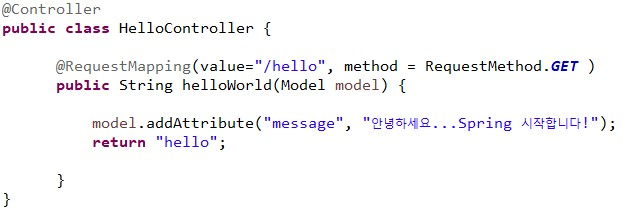 @Controller
public class HelloController {
@RequestMapping(value="/hello", method = RequestMethod.GET )
public String helloWorld(Model model) {
model.addAttribute("message", "안녕하세요...Spring 시작합니다!");
return "hello";
}
}